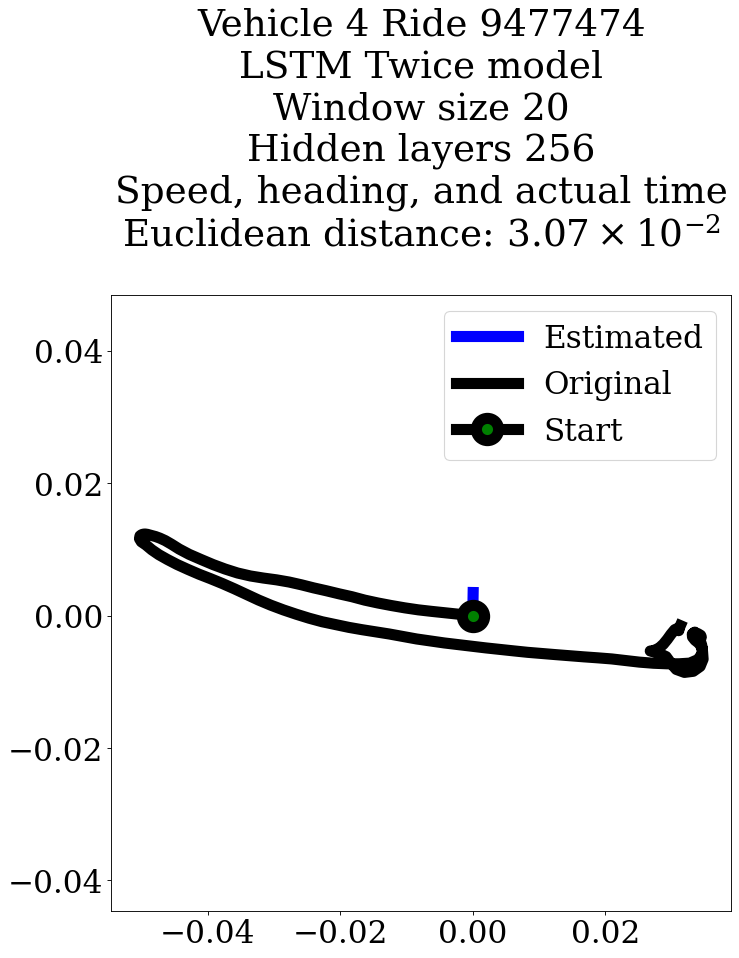 Vehicle 4 Ride 9477474
LSTM Twice model
Window size 20
Hidden layers 256
Speed, heading, and actual time
Euclidean distance: 3.07 × 10⁻²
Estimated
Original
Start
0.04
0.02
0.00
−0.02
−0.04
−0.04 −0.02 0.00 0.02